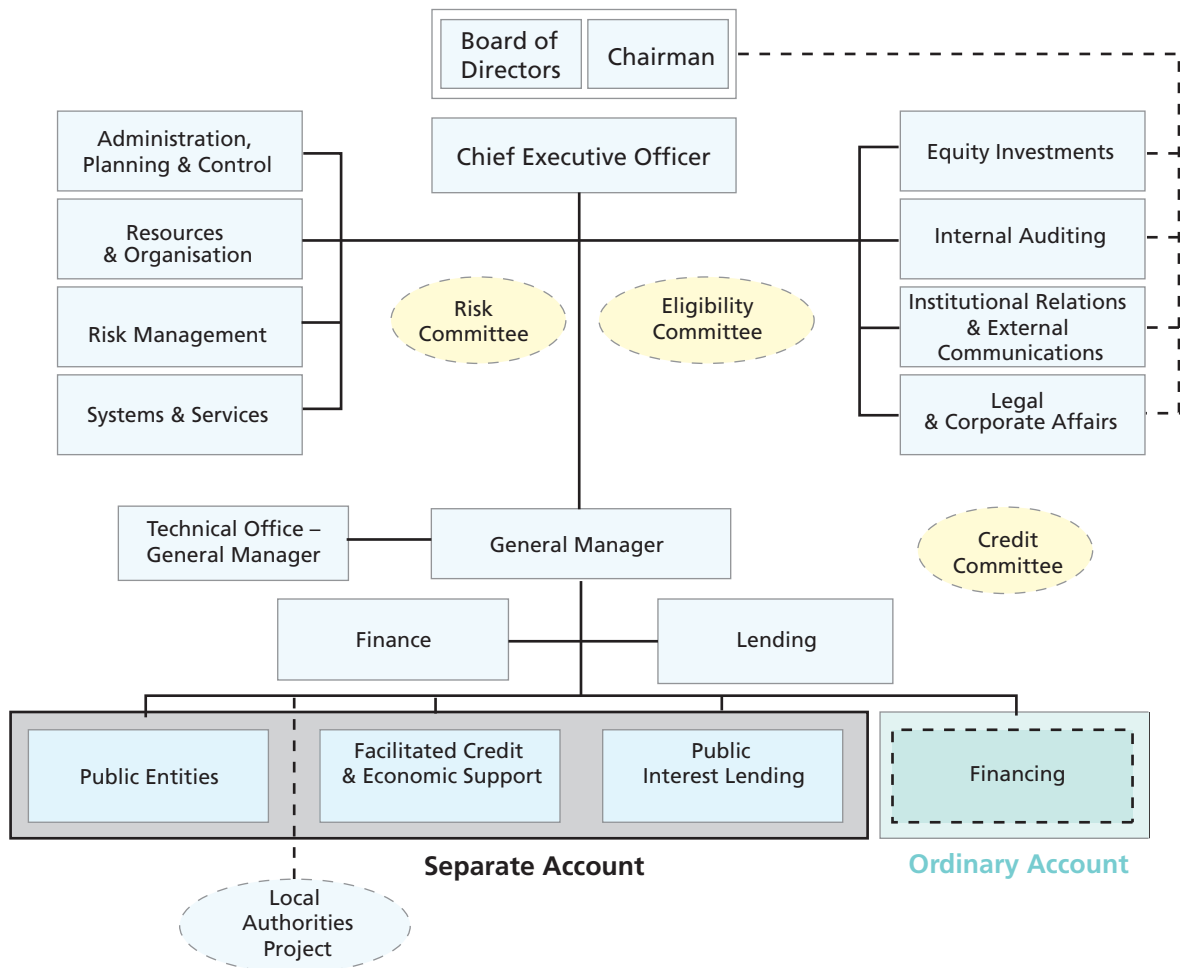 Board of
Directors
Chairman
Chief Executive Officer
Administration,
Planning & Control
Resources
& Organisation
Risk Management
Systems & Services
Equity Investments
Internal Auditing
Institutional Relations
& External
Communications
Legal
& Corporate Affairs
Risk
Committee
Eligibility
Committee
Technical Office –
General Manager
General Manager
Credit
Committee
Finance
Lending
Public Entities
Facilitated Credit
& Economic Support
Public
Interest Lending
Financing
Separate Account
Ordinary Account
Local
Authorities
Project